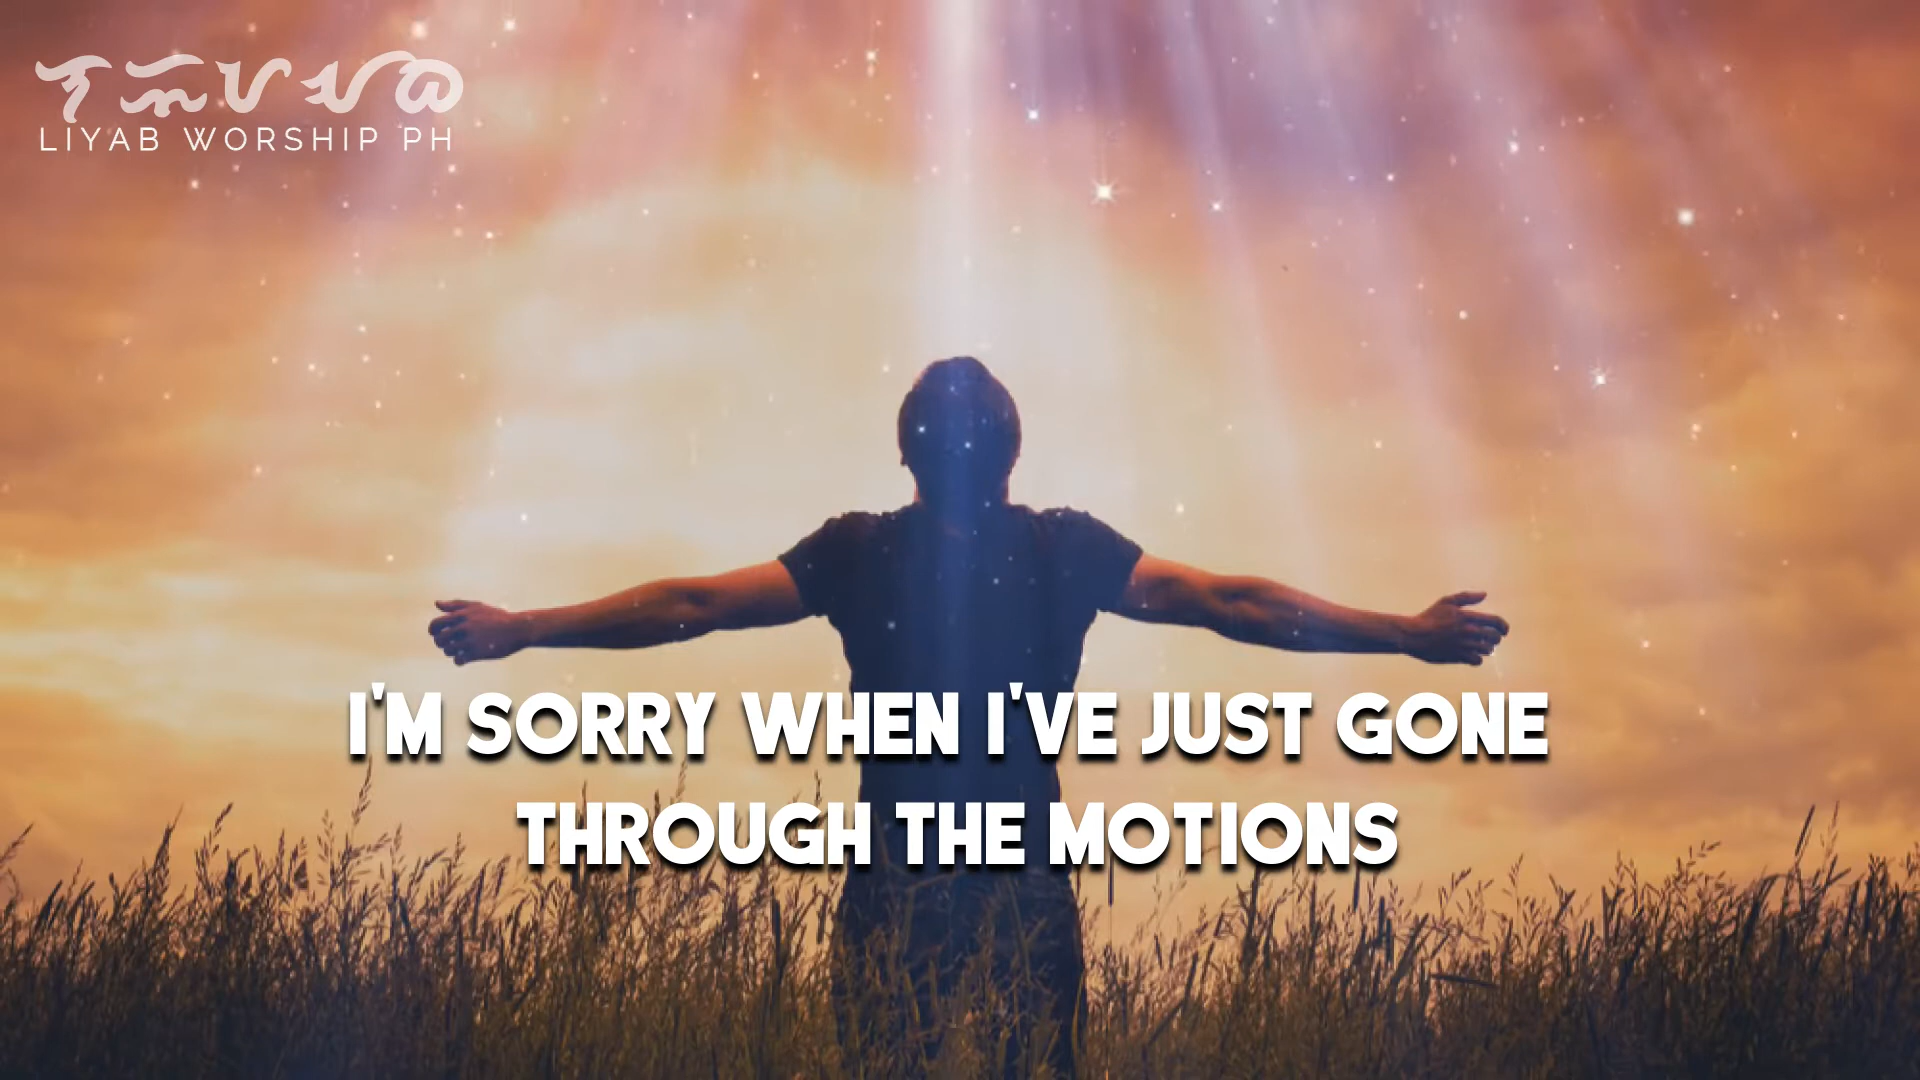 LIYAB WORSHIP PH
I'M SORRY WHEN I'VE JUST GONE
THROUGH THE MOTIONS